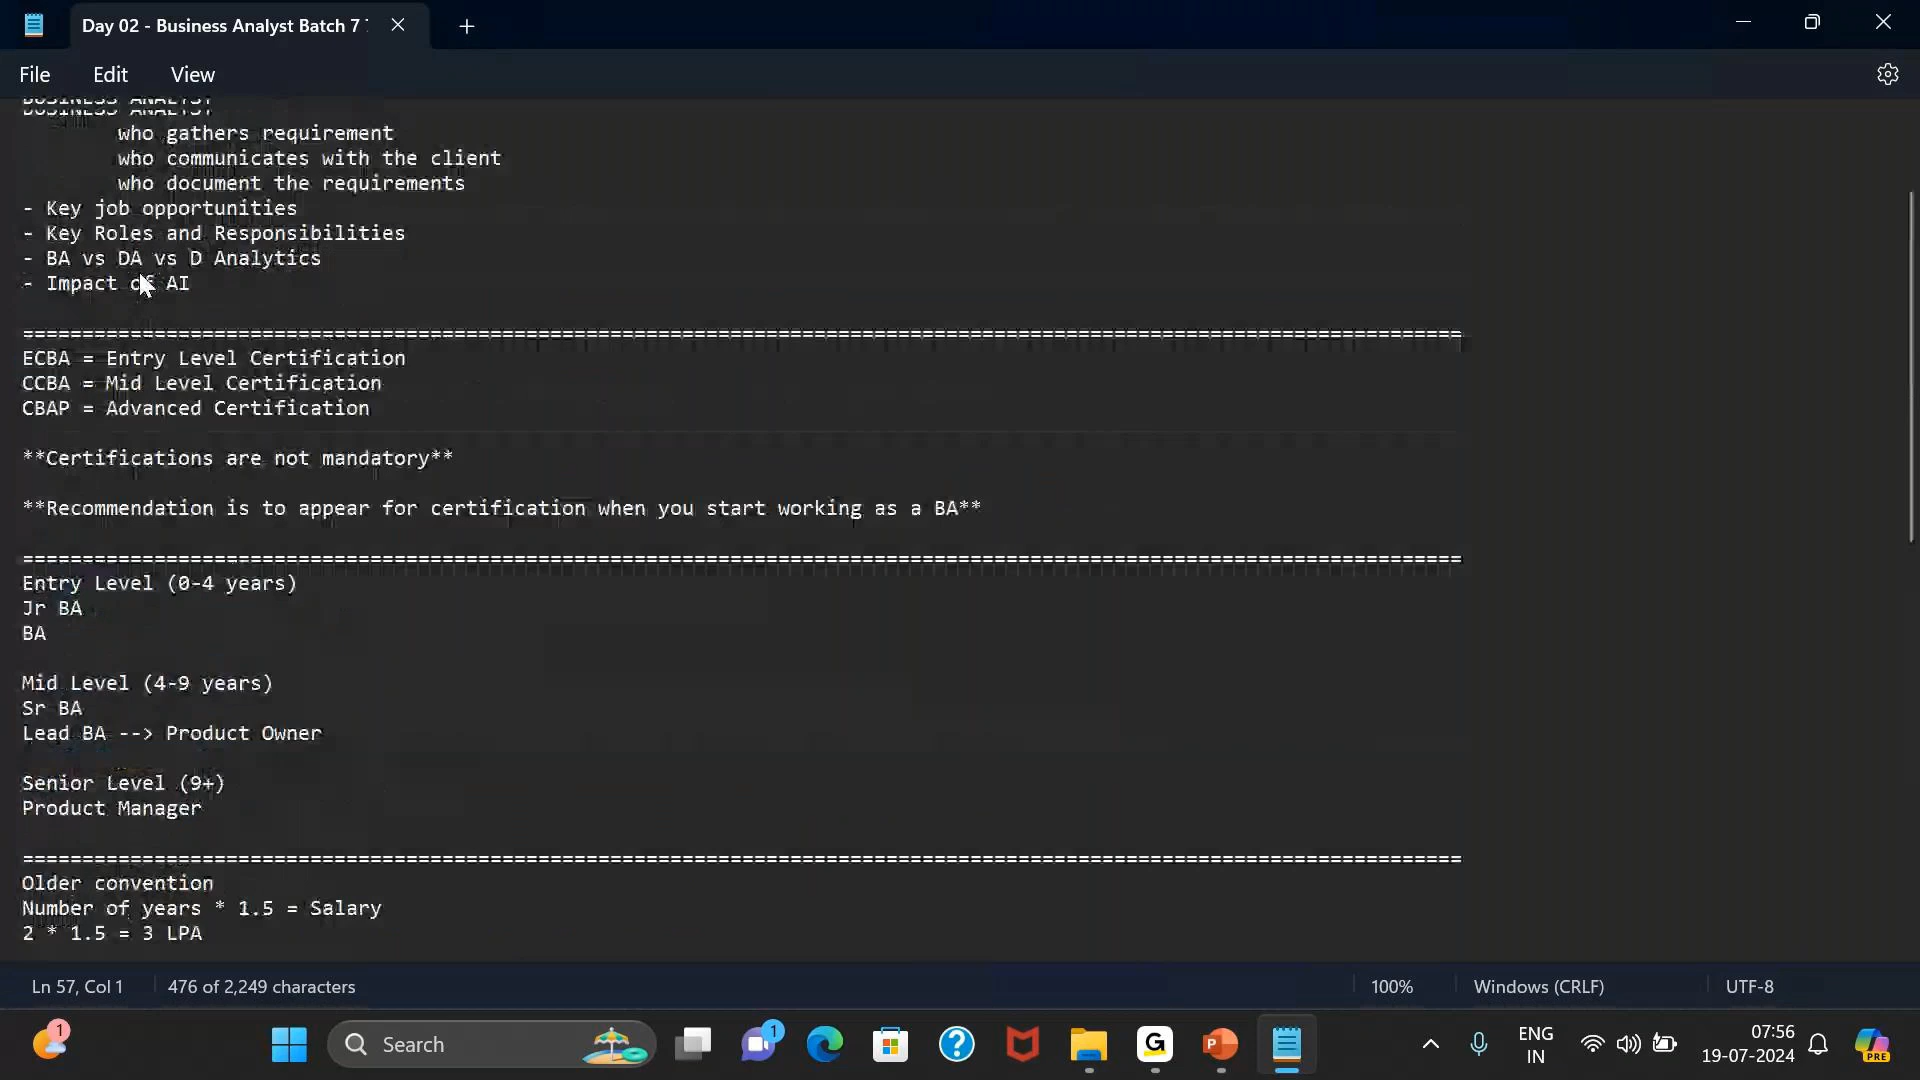 Day 02 - Business Analyst Batch 7
File Edit View
BUSINESS ANALYST
who gathers requirement
who communicates with the client
who document the requirements
- Key job opportunities
- Key Roles and Responsibilities
- BA vs DA vs D Analytics
- Impact of AI
========================================================================================================================
ECBA = Entry Level Certification
CCBA = Mid Level Certification
CBAP = Advanced Certification
**Certifications are not mandatory**
**Recommendation is to appear for certification when you start working as a BA**
========================================================================================================================
Entry Level (0-4 years)
Jr BA
BA
Mid Level (4-9 years)
Sr BA
Lead BA --> Product Owner
Senior Level (9+)
Product Manager
========================================================================================================================
Older convention
Number of years * 1.5 = Salary
2 * 1.5 = 3 LPA
Ln 57, Col 1 476 of 2,249 characters 100% Windows (CRLF) UTF-8
1 Search 1 G P ENG 07:56
IN 19-07-2024 PRE